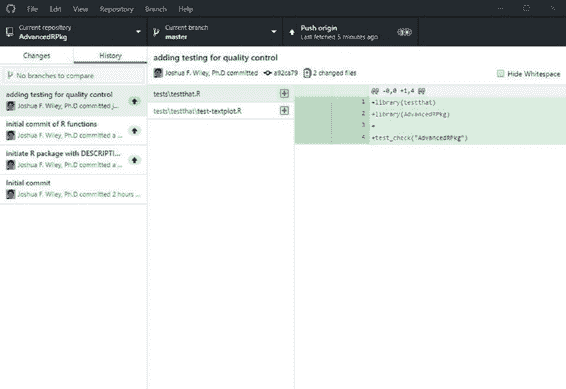 File Edit View Repository Branch Help
Current repository
AdvancedRPkg
Current branch
master
Push origin
Last fetched 5 minutes ago
Changes
History
No branches to compare
adding testing for quality control
Joshua F. Wiley, Ph.D committed j...
initial commit of R functions
Joshua F. Wiley, Ph.D committed a ...
initiate R package with DESCRIPTI...
Joshua F. Wiley, Ph.D committed a ...
Initial commit
Joshua F. Wiley, Ph.D committed 2 hours ...
adding testing for quality control
Joshua F. Wiley, Ph.D committed
a92ca79
2 changed files
Hide Whitespace
tests\testthat.R
tests\testthat\test-textplot.R
@@ -0,0 +1,4 @@
1 +library(testthat)
2 +library(AdvancedRPkg)
3 +
4 +test_check("AdvancedRPkg")